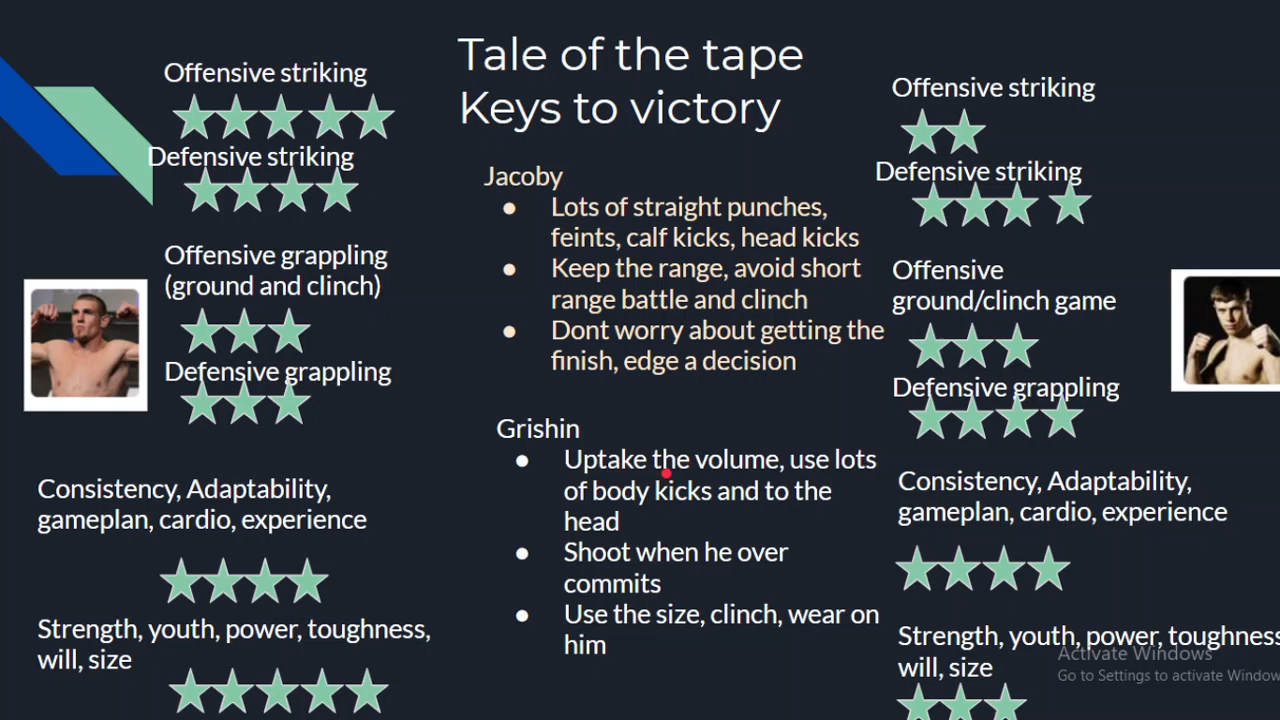 Tale of the tape
Keys to victory
Offensive striking
Defensive striking
Offensive grappling
(ground and clinch)
Defensive grappling
Consistency, Adaptability,
gameplan, cardio, experience
Strength, youth, power, toughness,
will, size
Jacoby
● Lots of straight punches,
feints, calf kicks, head kicks
● Keep the range, avoid short
range battle and clinch
● Dont worry about getting the
finish, edge a decision
Grishin
● Uptake the volume, use lots
of body kicks and to the
head
● Shoot when he over
commits
● Use the size, clinch, wear on
him
Offensive striking
Defensive striking
Offensive
ground/clinch game
Defensive grappling
Consistency, Adaptability,
gameplan, cardio, experience
Strength, youth, power, toughness
will, size
Activate Windows
Go to Settings to activate Window